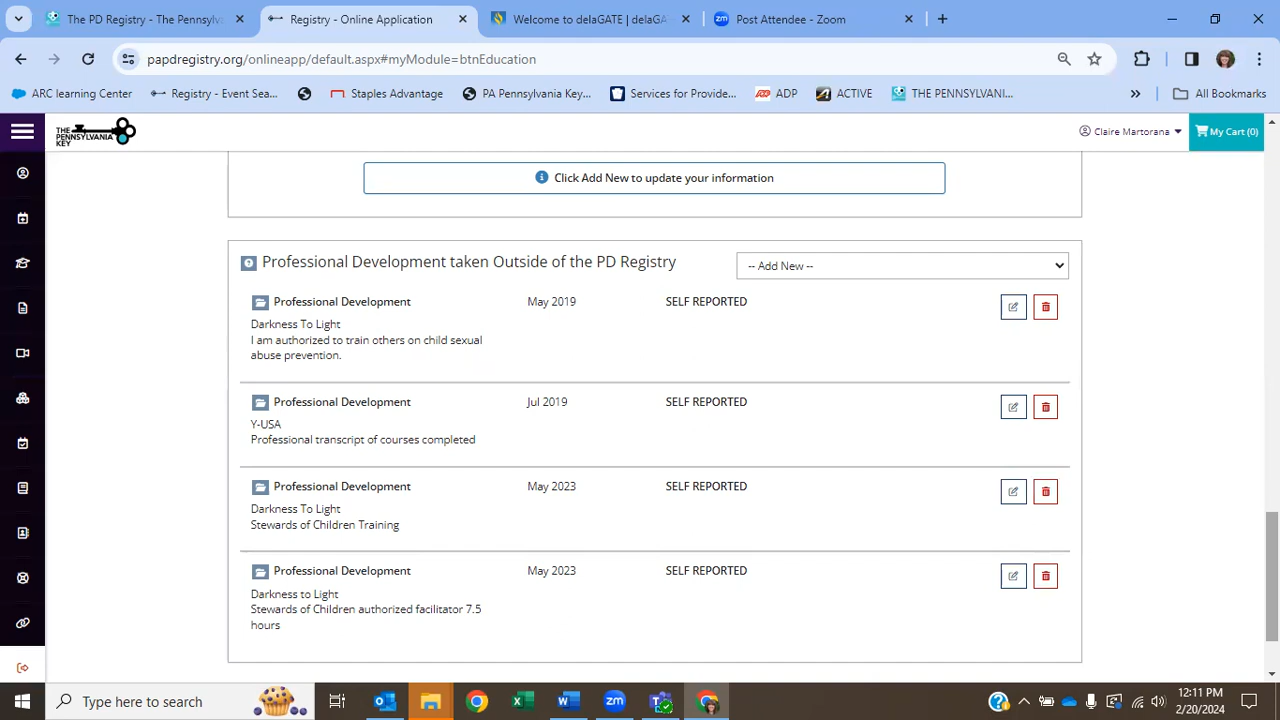 The PD Registry - The Pennsylv
Registry - Online Application
Welcome to delaGATE | delaGA
Post Attendee - Zoom
papdregistry.org/onlineapp/default.aspx#myModule=btnEducation
ARC learning Center
Registry - Event Sea...
Staples Advantage
PA Pennsylvania Key...
Services for Provide...
ADP
ACTIVE
THE PENNSYLVANI...
All Bookmarks
THE
PENNSYLVANIA
KEY
Claire Martorana
My Cart (0)
Click Add New to update your information
Professional Development taken Outside of the PD Registry
-- Add New --
Professional Development May 2019 SELF REPORTED
Darkness To Light
I am authorized to train others on child sexual
abuse prevention.
Professional Development Jul 2019 SELF REPORTED
Y-USA
Professional transcript of courses completed
Professional Development May 2023 SELF REPORTED
Darkness To Light
Stewards of Children Training
Professional Development May 2023 SELF REPORTED
Darkness to Light
Stewards of Children authorized facilitator 7.5
hours
Type here to search
12:11 PM
2/20/2024